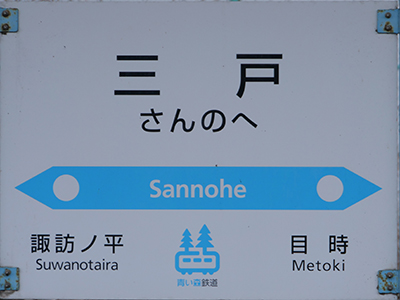 三戸
さんのへ
Sannohe
諏訪ノ平 目時
Suwanotaira Metoki
青い森鉄道